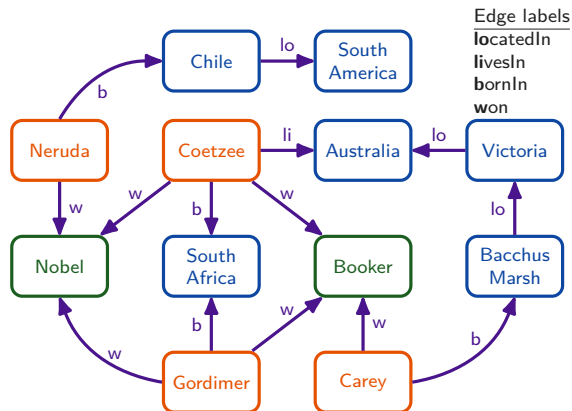 Edge labels
locatedIn
livesIn
bornIn
won
Chile
lo
South
America
b
Neruda
Coetzee
li
Australia
lo
Victoria
w
w
b
w
lo
Nobel
South
Africa
Booker
Bacchus
Marsh
w
b
w
w
b
Gordimer
Carey